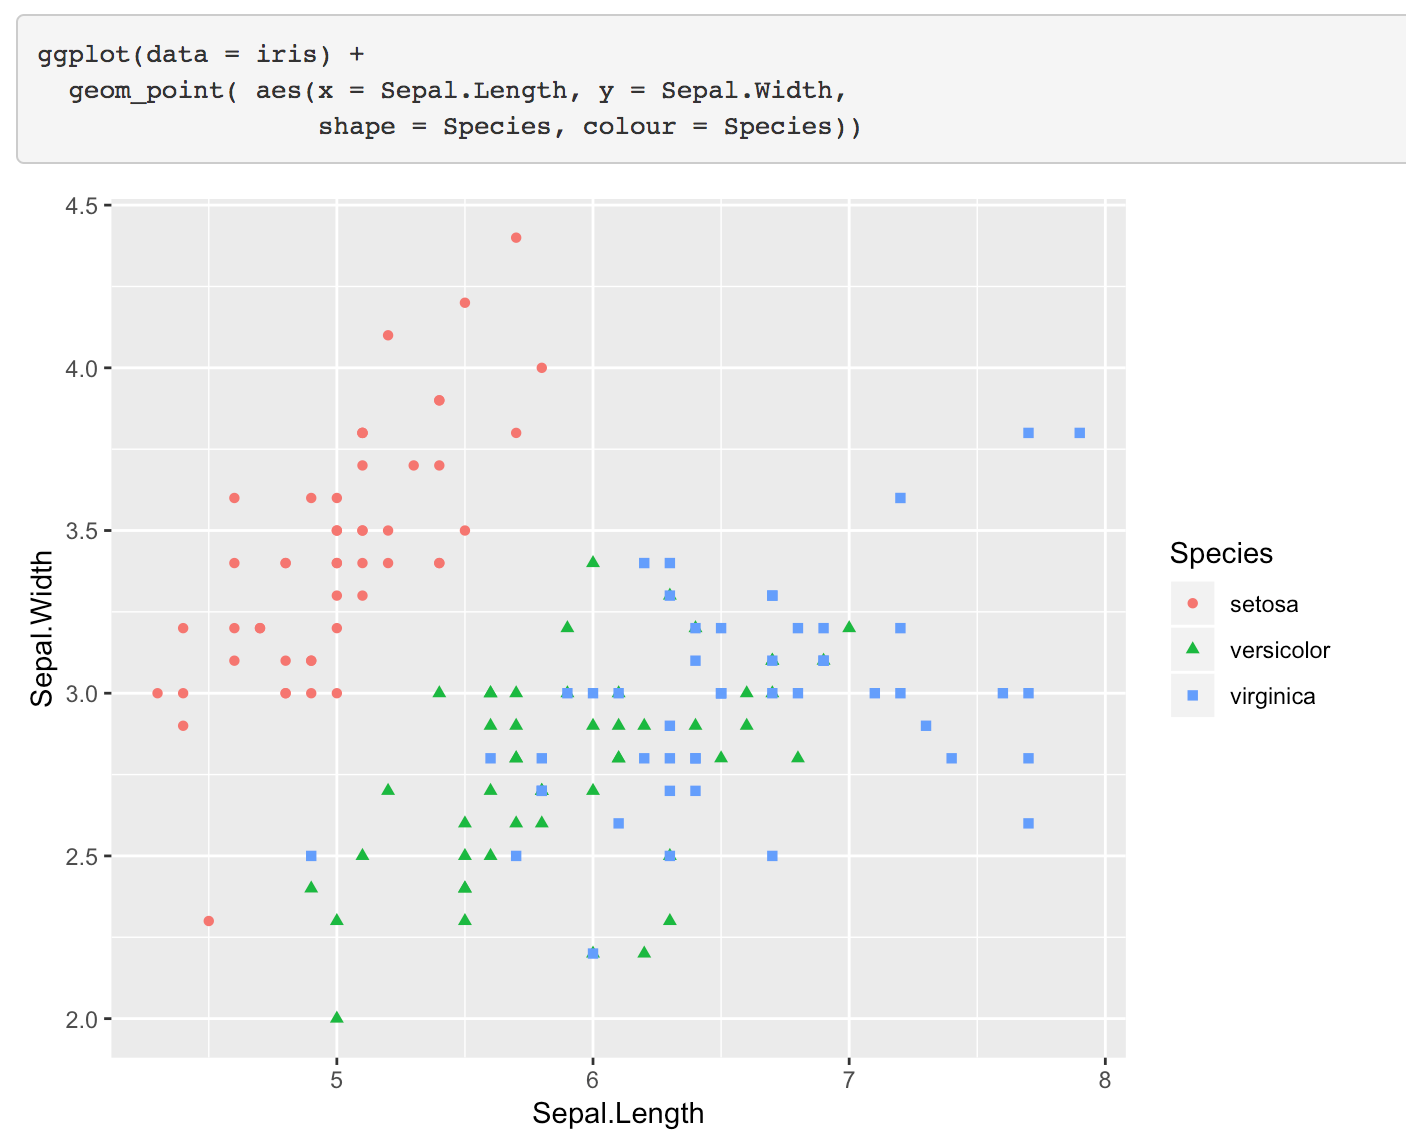 ggplot(data = iris) +
  geom_point( aes(x = Sepal.Length, y = Sepal.Width,
                  shape = Species, colour = Species))
4.5
4.0
3.5
3.0
2.5
2.0
Sepal.Width
5 6 7 8
Sepal.Length
Species
setosa
versicolor
virginica